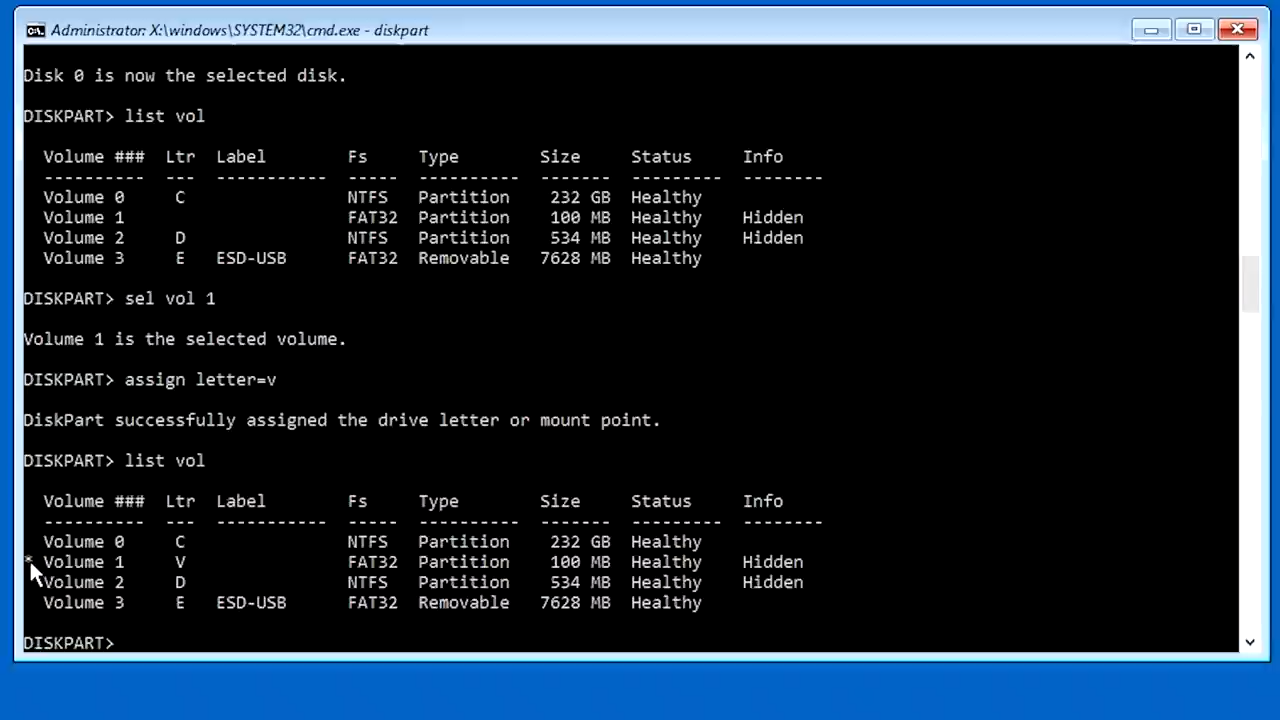 Administrator: X:\windows\SYSTEM32\cmd.exe - diskpart
Disk 0 is now the selected disk.
DISKPART> list vol
Volume ### Ltr Label Fs Type Size Status Info
---------- --- ----------- ----- ---------- ------- --------- --------
Volume 0 C NTFS Partition 232 GB Healthy
Volume 1 FAT32 Partition 100 MB Healthy Hidden
Volume 2 D NTFS Partition 534 MB Healthy Hidden
Volume 3 E ESD-USB FAT32 Removable 7628 MB Healthy
DISKPART> sel vol 1
Volume 1 is the selected volume.
DISKPART> assign letter=v
DiskPart successfully assigned the drive letter or mount point.
DISKPART> list vol
Volume ### Ltr Label Fs Type Size Status Info
---------- --- ----------- ----- ---------- ------- --------- --------
Volume 0 C NTFS Partition 232 GB Healthy
* Volume 1 V FAT32 Partition 100 MB Healthy Hidden
Volume 2 D NTFS Partition 534 MB Healthy Hidden
Volume 3 E ESD-USB FAT32 Removable 7628 MB Healthy
DISKPART>